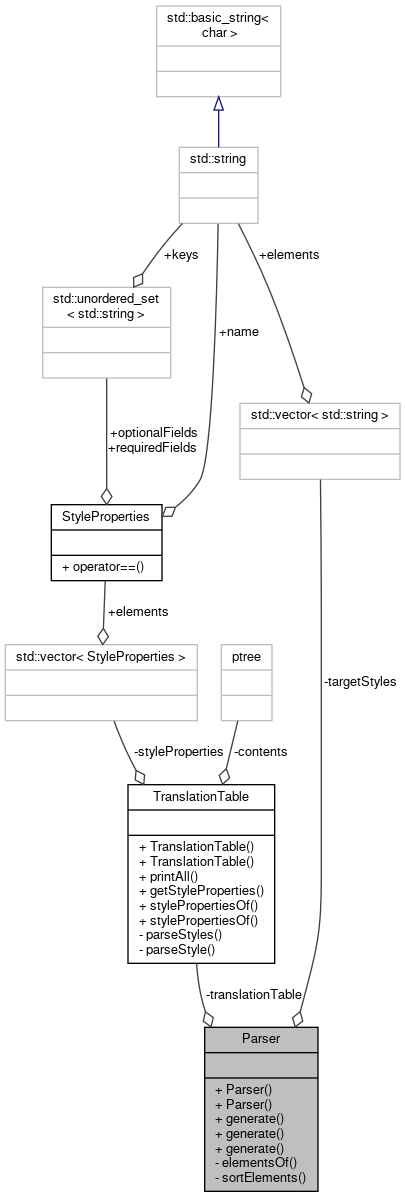 std::basic_string<
char >
std::string
+keys
+elements
std::unordered_set
< std::string >
+name
std::vector< std::string >
+optionalFields
+requiredFields
StyleProperties
+ operator==()
+elements
std::vector< StyleProperties >
ptree
-targetStyles
-styleProperties
-contents
TranslationTable
+ TranslationTable()
+ TranslationTable()
+ printAll()
+ getStyleProperties()
+ stylePropertiesOf()
+ stylePropertiesOf()
- parseStyles()
- parseStyle()
-translationTable
Parser
+ Parser()
+ Parser()
+ generate()
+ generate()
+ generate()
- elementsOf()
- sortElements()